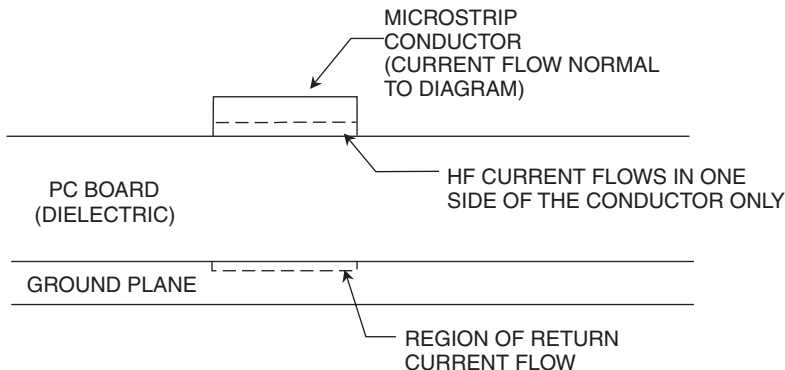 MICROSTRIP
CONDUCTOR
(CURRENT FLOW NORMAL
TO DIAGRAM)
HF CURRENT FLOWS IN ONE
SIDE OF THE CONDUCTOR ONLY
PC BOARD
(DIELECTRIC)
GROUND PLANE
REGION OF RETURN
CURRENT FLOW